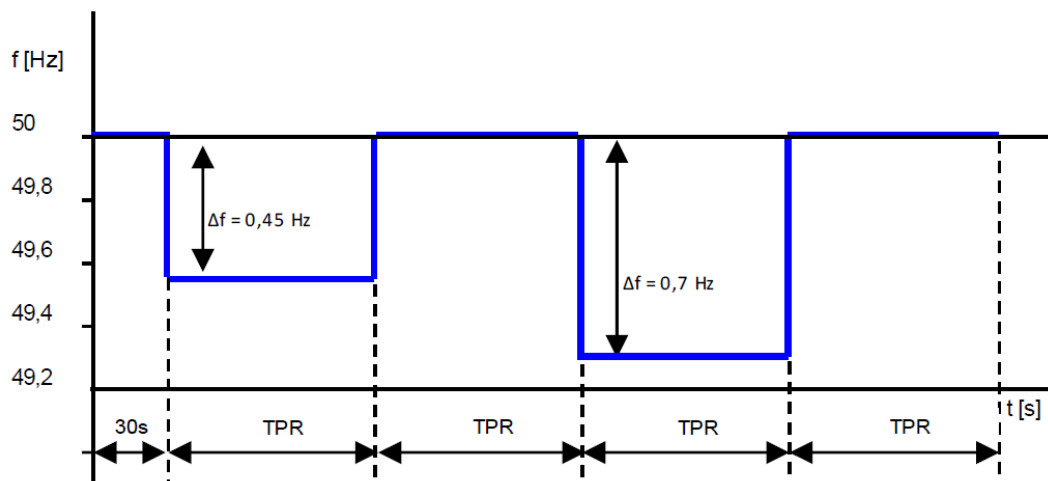 f [Hz]
50
49,8
Δf = 0,45 Hz
49,6
Δf = 0,7 Hz
49,4
49,2
t [s]
30s
TPR
TPR
TPR
TPR